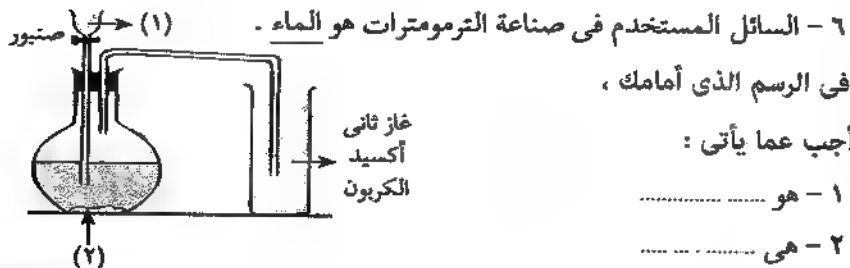 ٦ – السائل المستخدم فى صناعة الترمومترات هو الماء .
فى الرسم الذى أمامك ،
أجب عما يأتى :
١ – هو ....................
٢ – هى ....................
(١)
صنبور
غاز ثانى
أكسيد
الكربون
(٢)